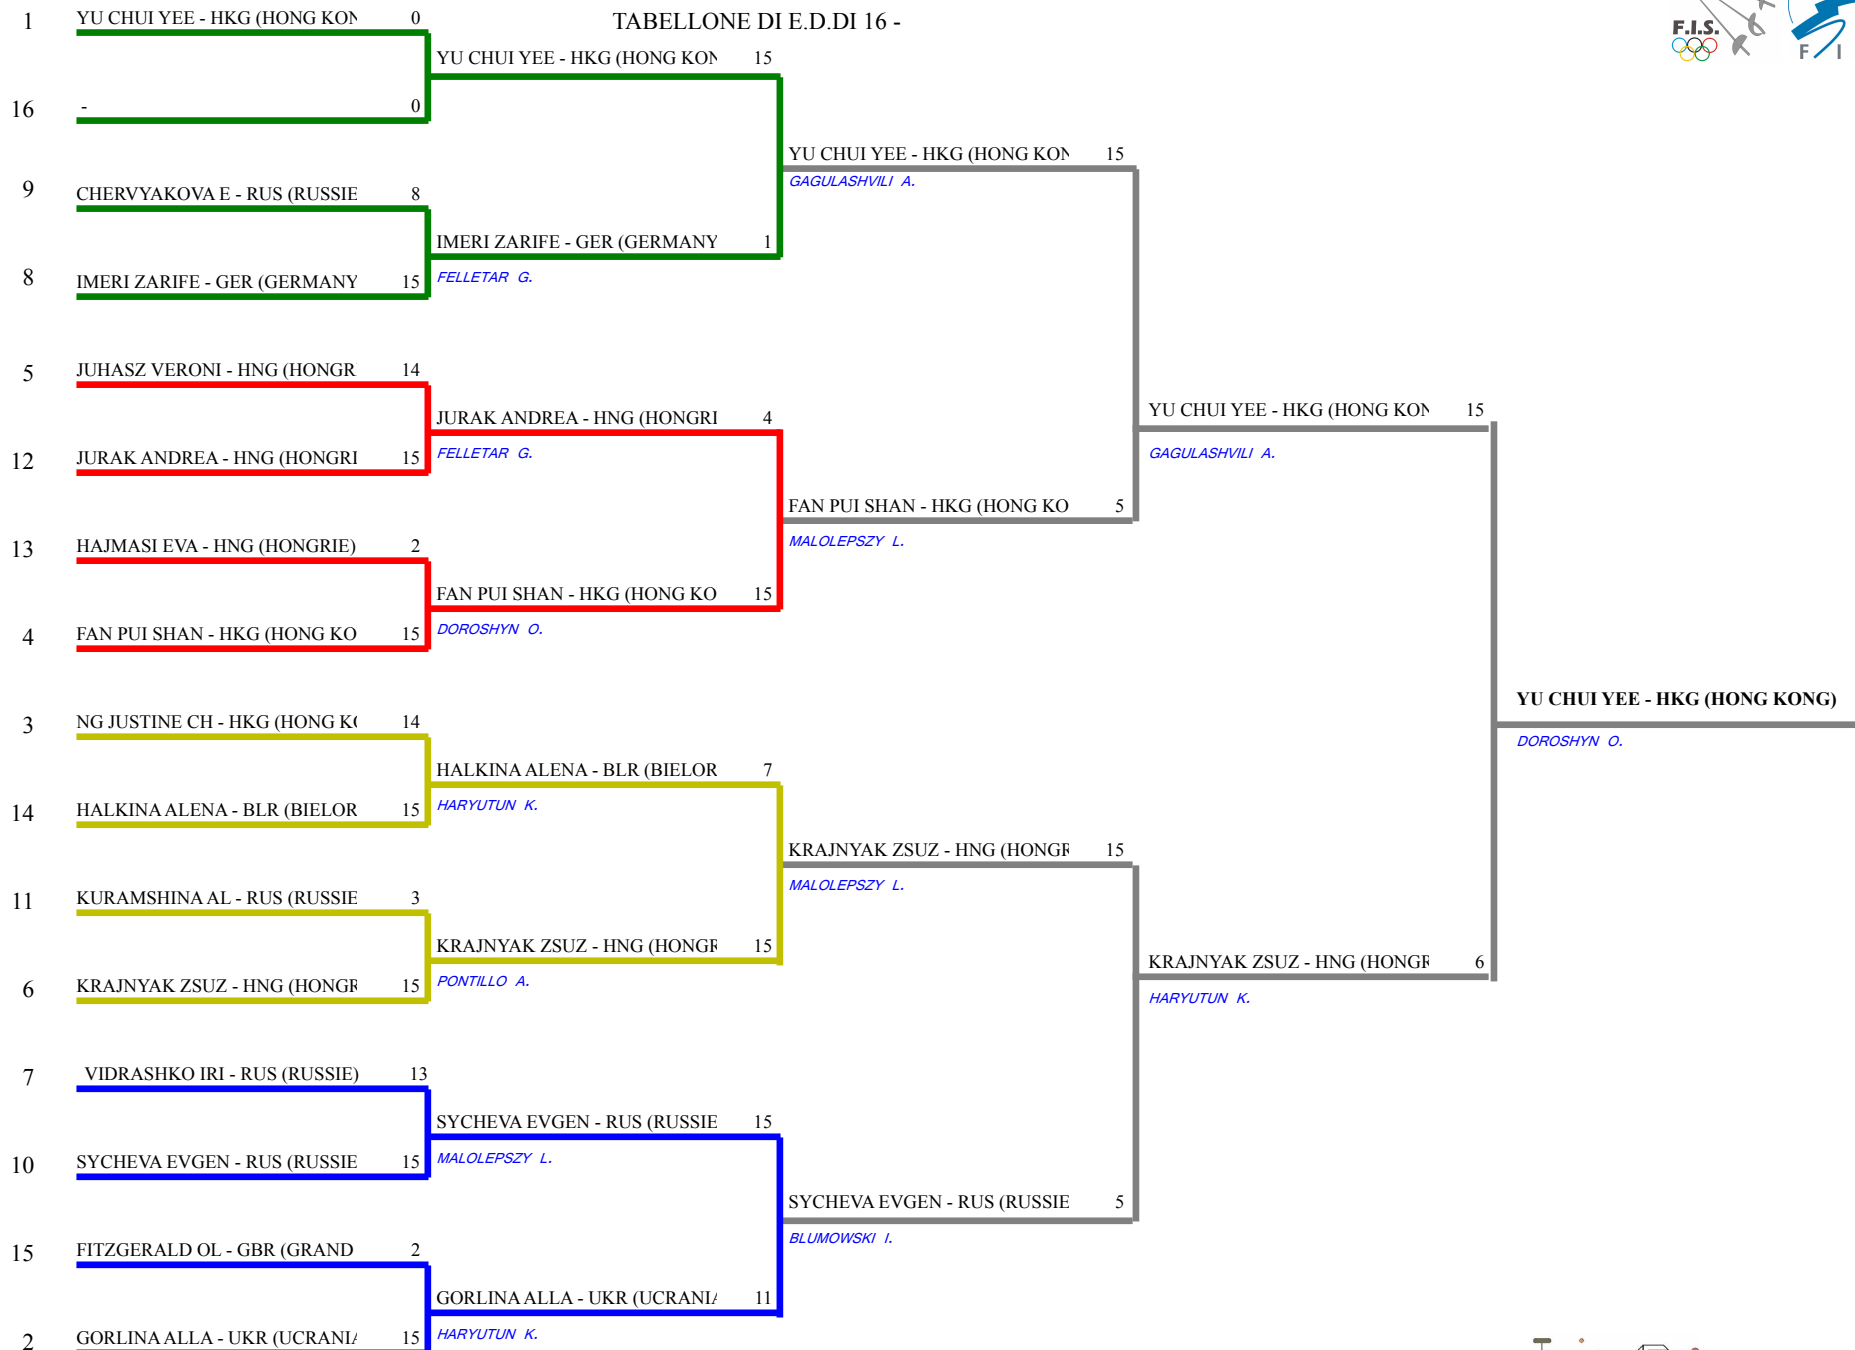 TABELLONE DI E.D.DI 16 -
F.I.S.
F I
1 YU CHUI YEE - HKG (HONG KON 0
YU CHUI YEE - HKG (HONG KON 15
16 - 0
YU CHUI YEE - HKG (HONG KON 15
GAGULASHVILI A.
9 CHERVYAKOVA E - RUS (RUSSIE 8
IMERI ZARIFE - GER (GERMANY 1
FELLETAR G.
8 IMERI ZARIFE - GER (GERMANY 15
5 JUHASZ VERONI - HNG (HONGR 14
YU CHUI YEE - HKG (HONG KON 15
GAGULASHVILI A.
JURAK ANDREA - HNG (HONGRI 4
FELLETAR G.
12 JURAK ANDREA - HNG (HONGRI 15
FAN PUI SHAN - HKG (HONG KO 5
MALOLEPSZY L.
13 HAJMASI EVA - HNG (HONGRIE) 2
FAN PUI SHAN - HKG (HONG KO 15
DOROSHYN O.
4 FAN PUI SHAN - HKG (HONG KO 15
YU CHUI YEE - HKG (HONG KONG)
DOROSHYN O.
3 NG JUSTINE CH - HKG (HONG KO 14
HALKINA ALENA - BLR (BIELOR 7
HARYUTUN K.
14 HALKINA ALENA - BLR (BIELOR 15
KRAJNYAK ZSUZ - HNG (HONGR 15
MALOLEPSZY L.
11 KURAMSHINA AL - RUS (RUSSIE 3
KRAJNYAK ZSUZ - HNG (HONGR 15
PONTILLO A.
6 KRAJNYAK ZSUZ - HNG (HONGR 15
KRAJNYAK ZSUZ - HNG (HONGR 6
HARYUTUN K.
7 VIDRASHKO IRI - RUS (RUSSIE) 13
SYCHEVA EVGEN - RUS (RUSSIE 15
MALOLEPSZY L.
10 SYCHEVA EVGEN - RUS (RUSSIE 15
SYCHEVA EVGEN - RUS (RUSSIE 5
BLUMOWSKI I.
15 FITZGERALD OL - GBR (GRAND 2
GORLINA ALLA - UKR (UCRANIA 11
HARYUTUN K.
2 GORLINA ALLA - UKR (UCRANIA 15